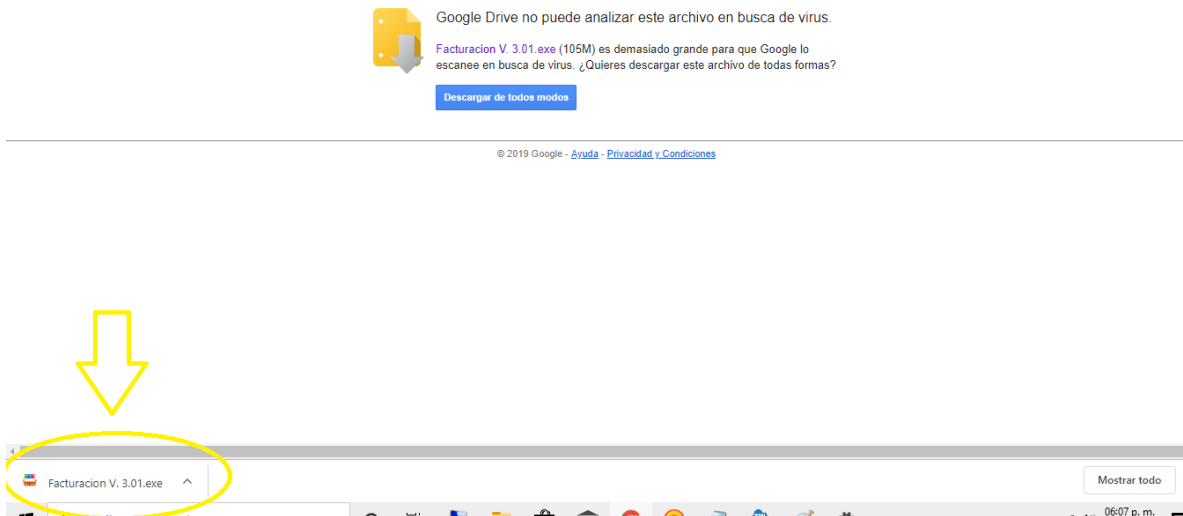 Google Drive no puede analizar este archivo en busca de virus.
Facturacion V. 3.01.exe (105M) es demasiado grande para que Google lo
escanee en busca de virus. ¿Quieres descargar este archivo de todas formas?
Descargar de todos modos
© 2019 Google - Ayuda - Privacidad y Condiciones
Facturacion V. 3.01.exe
Mostrar todo
06:07 p. m.